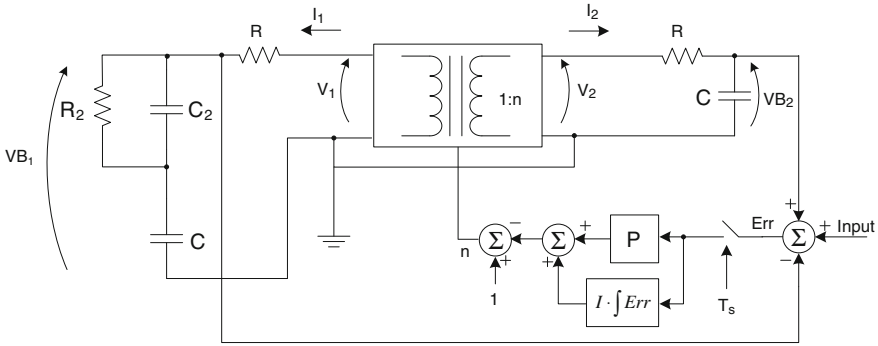 I₁
I₂
R
R
V₁
V₂
1:n
R₂
C₂
C
VB₂
VB₁
C
+
Err
+ Input
Σ
−
P
+
Σ
+
−
Σ
+
n
1
I · ∫ Err
Tₛ